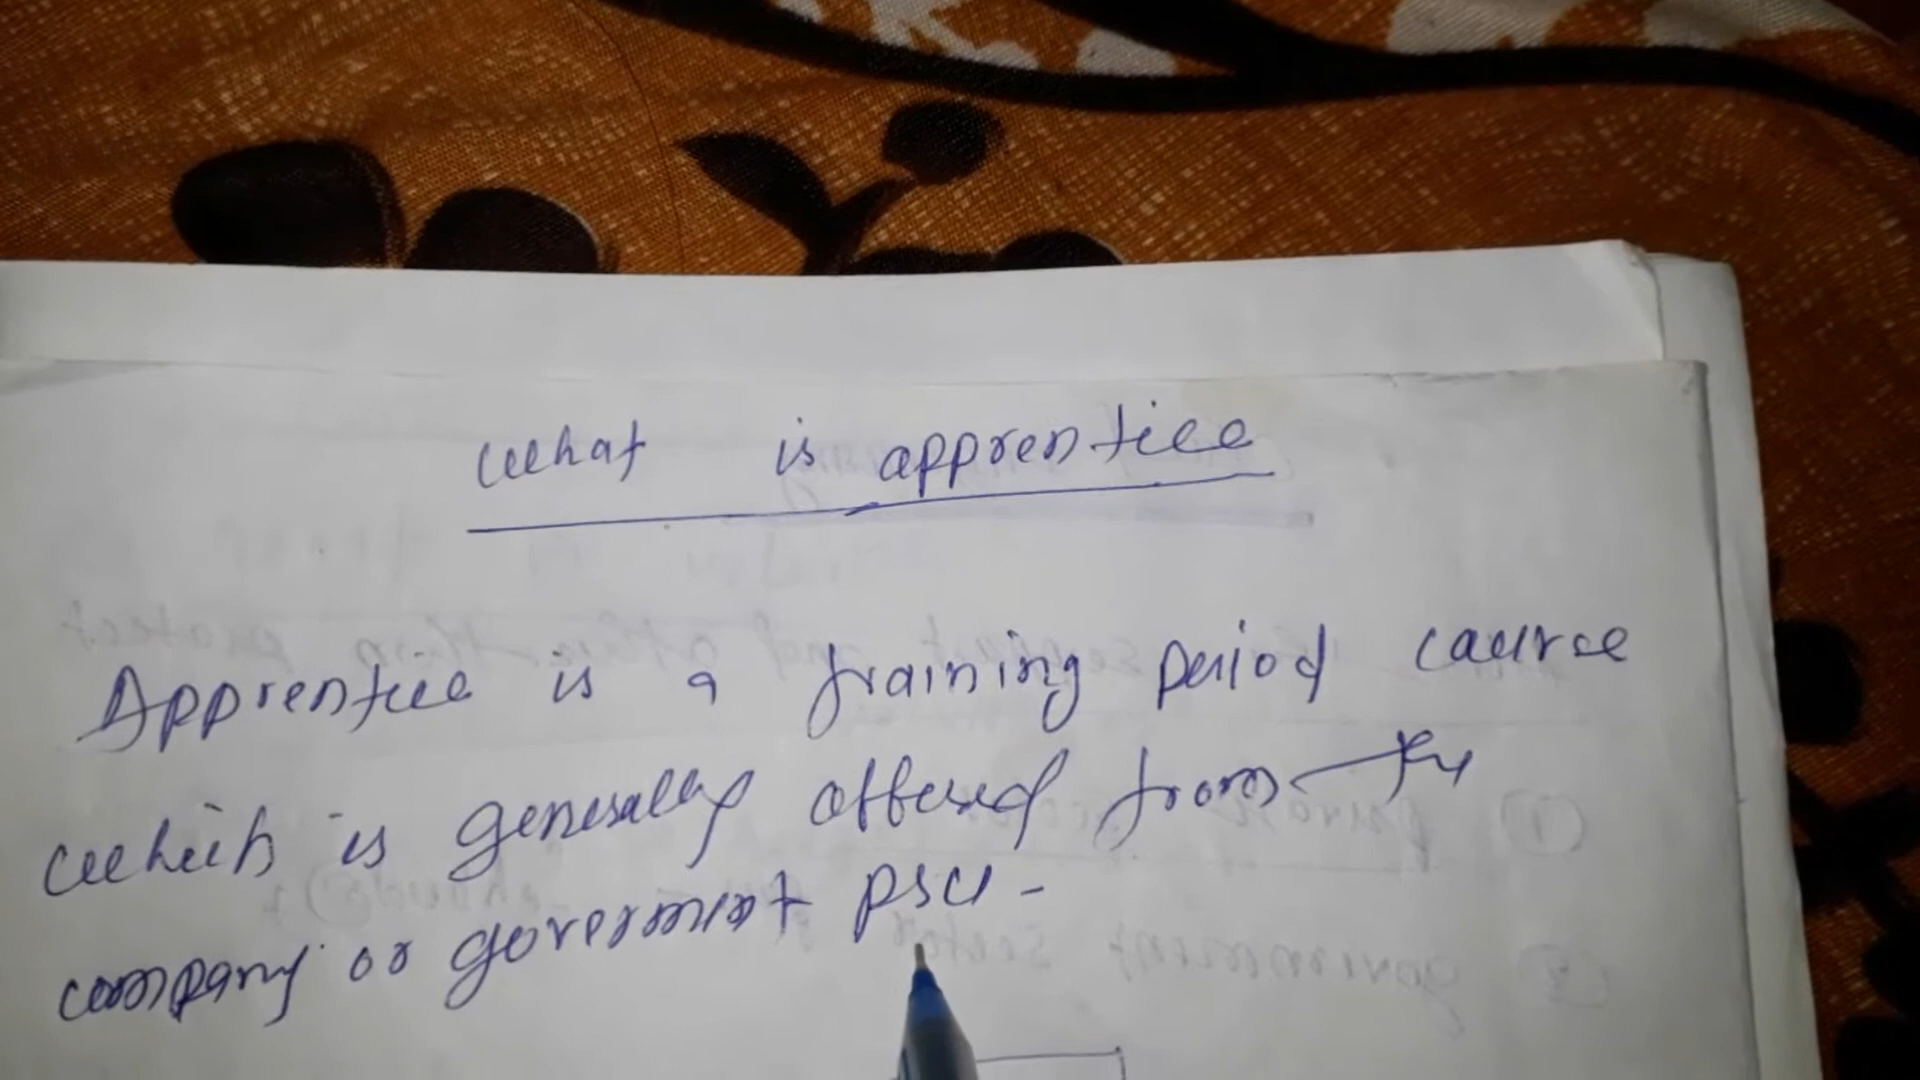 What is apprentice
Apprentice is a training period course
which is generally offered from the
company or government PSU -